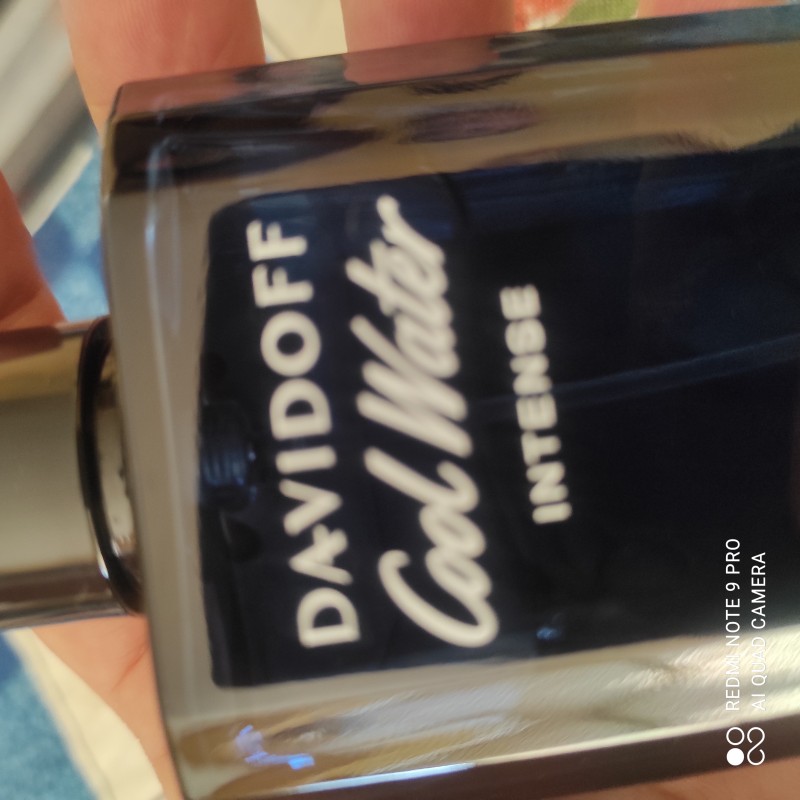 DAVIDOFF
Cool Water
INTENSE
REDMI NOTE 9 PRO
AI QUAD CAMERA